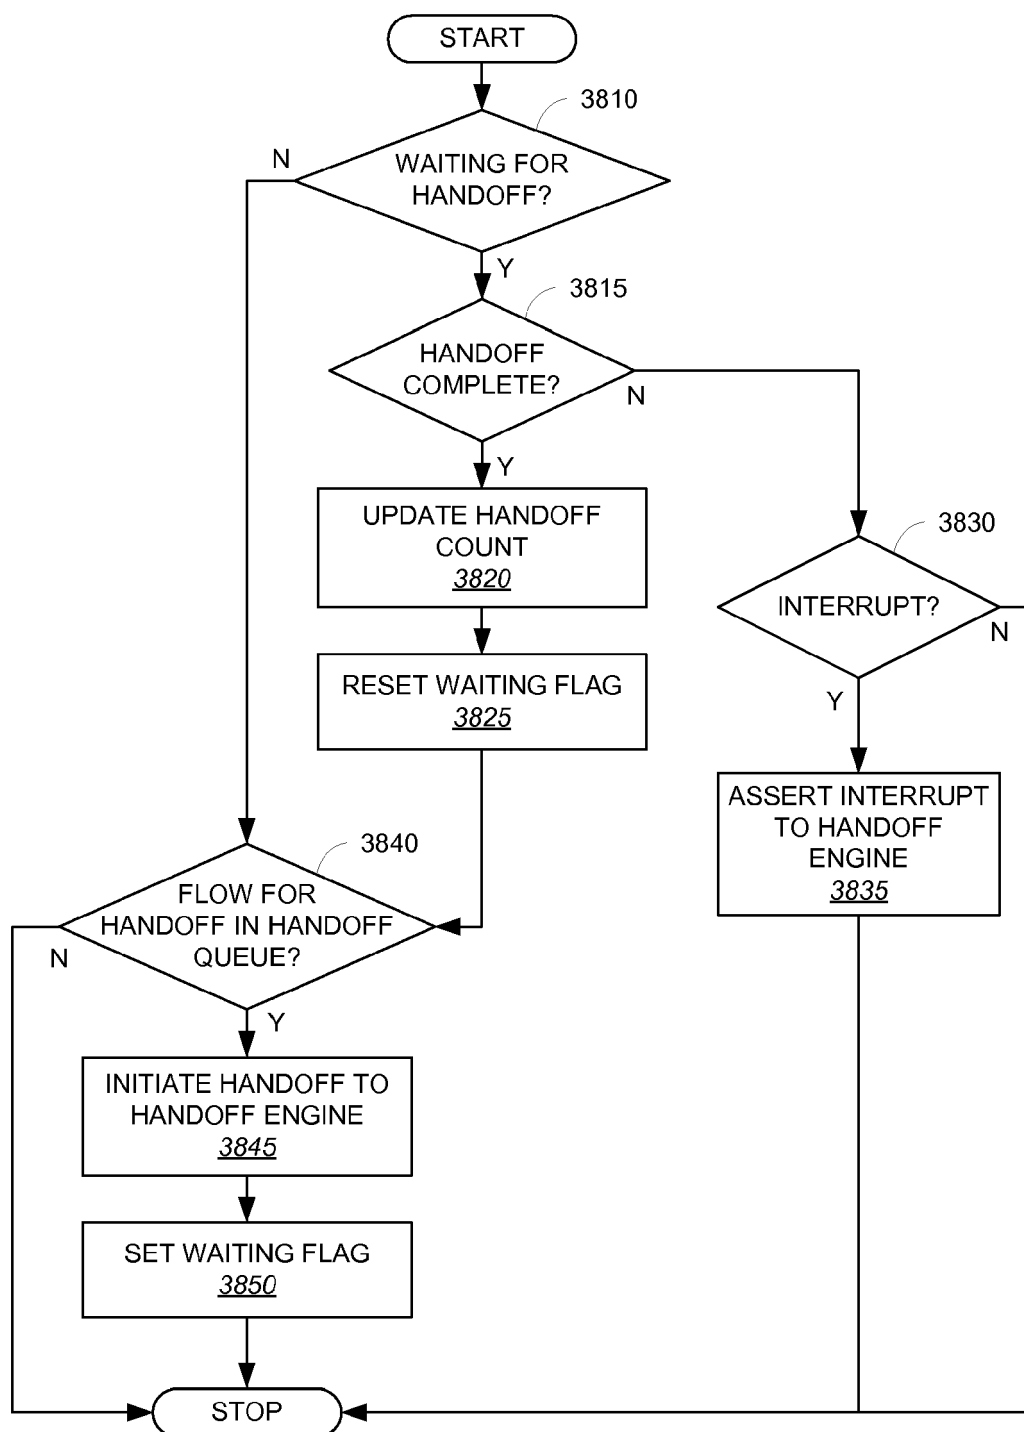 START
3810
WAITING FOR
HANDOFF?
N
Y
3815
HANDOFF
COMPLETE?
N
Y
UPDATE HANDOFF
COUNT
3820
3830
INTERRUPT?
N
Y
RESET WAITING FLAG
3825
ASSERT INTERRUPT
TO HANDOFF
ENGINE
3835
3840
FLOW FOR
HANDOFF IN HANDOFF
QUEUE?
N
Y
INITIATE HANDOFF TO
HANDOFF ENGINE
3845
SET WAITING FLAG
3850
STOP